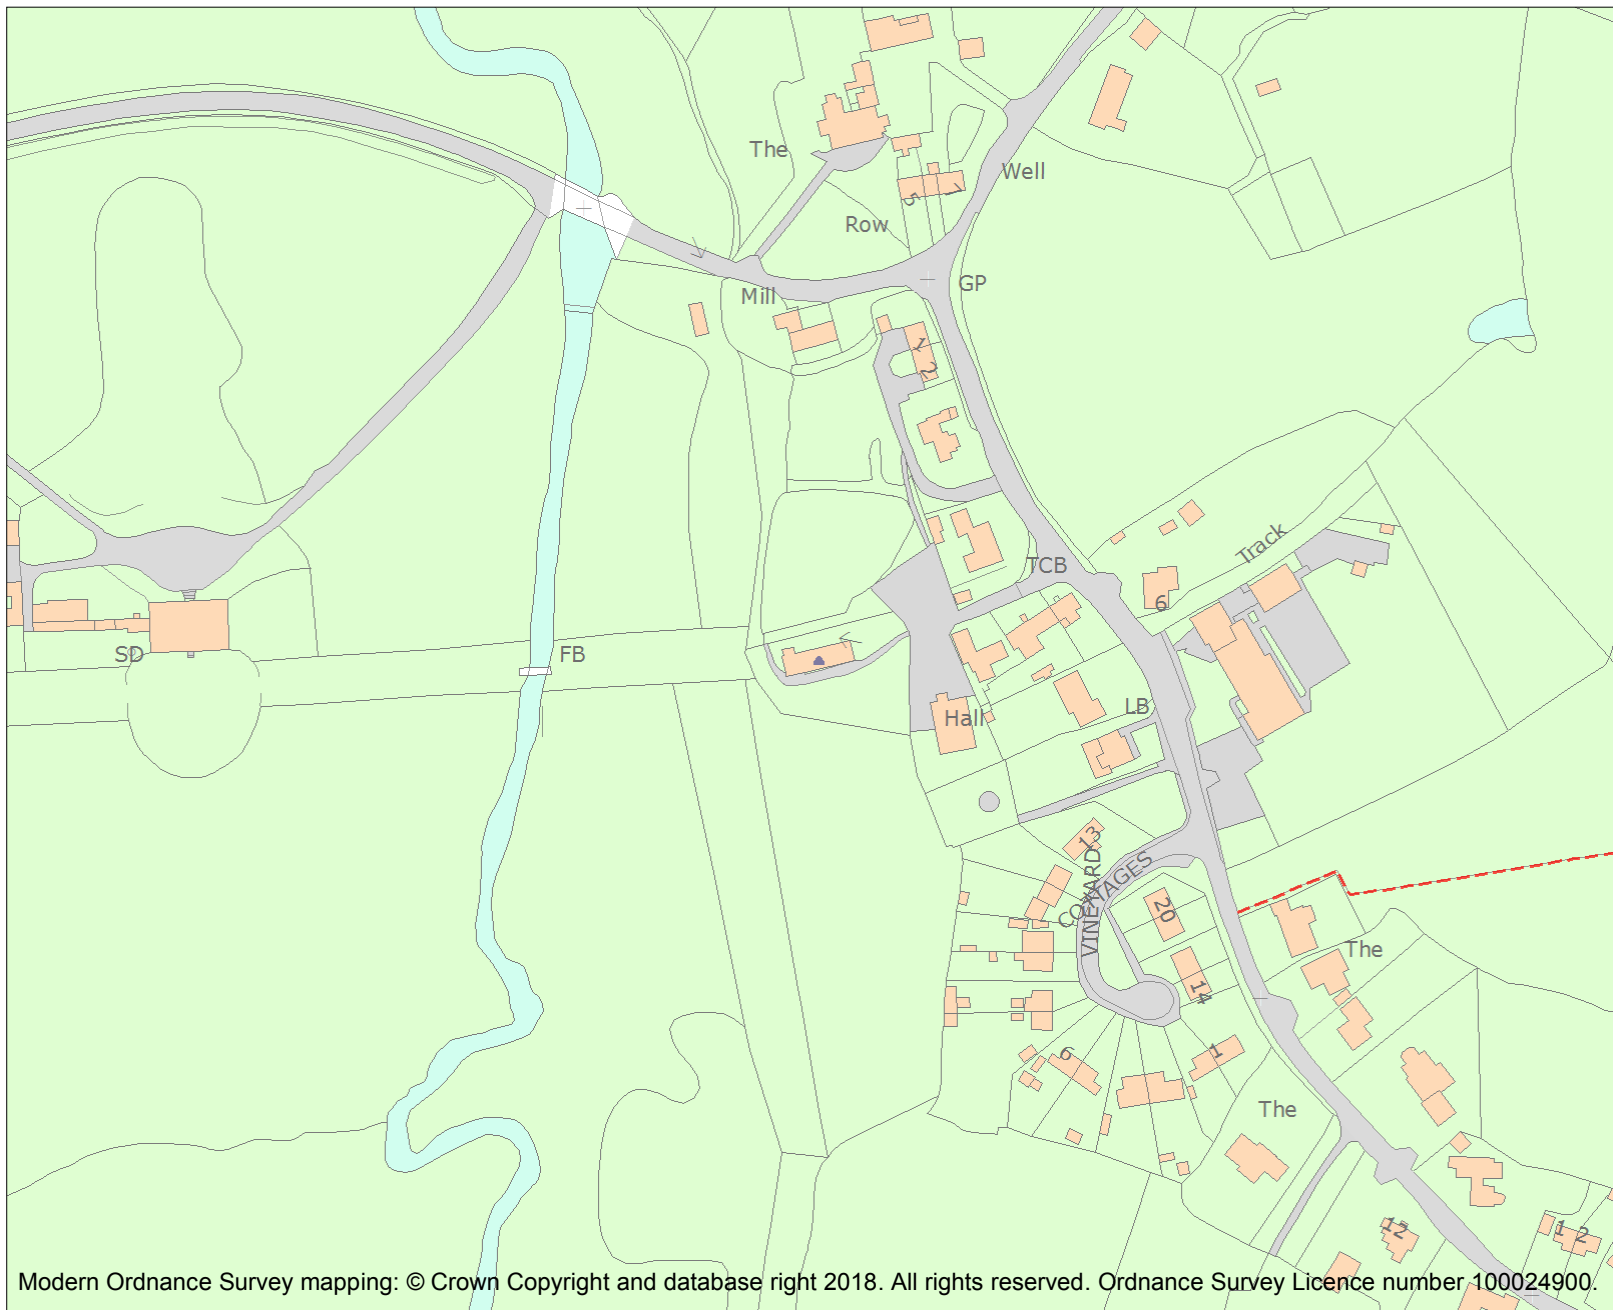 The
Well
5
7
Row
GP
Mill
1
2
Track
TCB
6
SD
FB
Hall
LB
13
VINEYARD
COTTAGES
20
The
14
6
1
The
12
1
2
Modern Ordnance Survey mapping: © Crown Copyright and database right 2018. All rights reserved. Ordnance Survey Licence number 100024900.